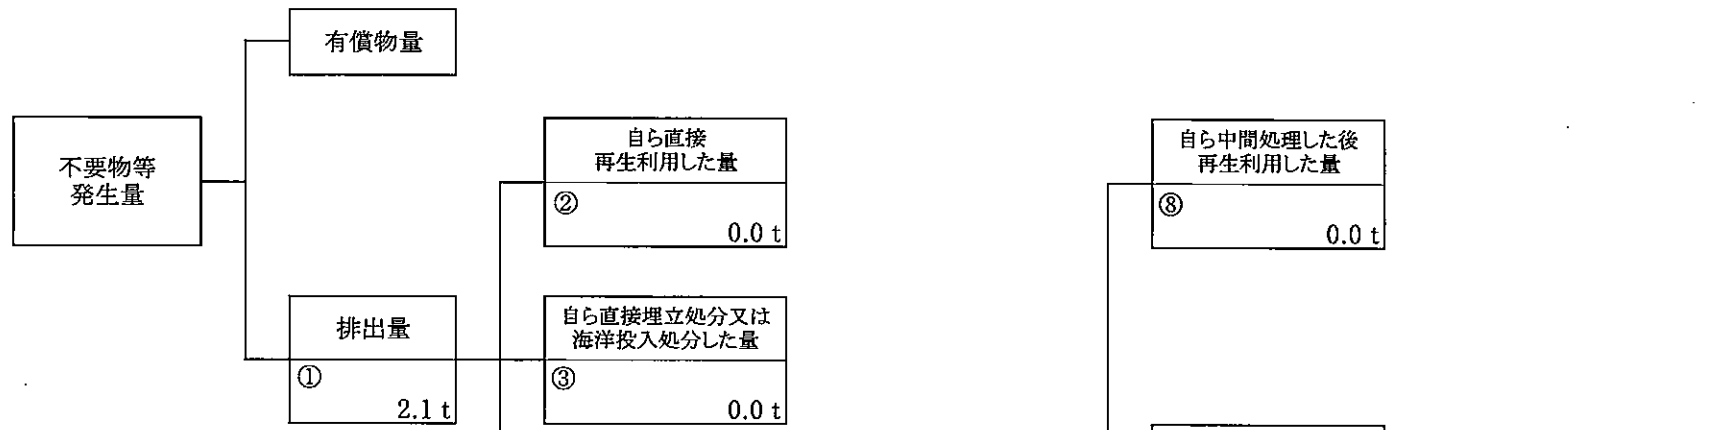 有償物量
不要物等
発生量
自ら直接
再生利用した量
②
0.0 t
自ら中間処理した後
再生利用した量
⑧
0.0 t
排出量
①
2.1 t
自ら直接埋立処分又は
海洋投入処分した量
③
0.0 t